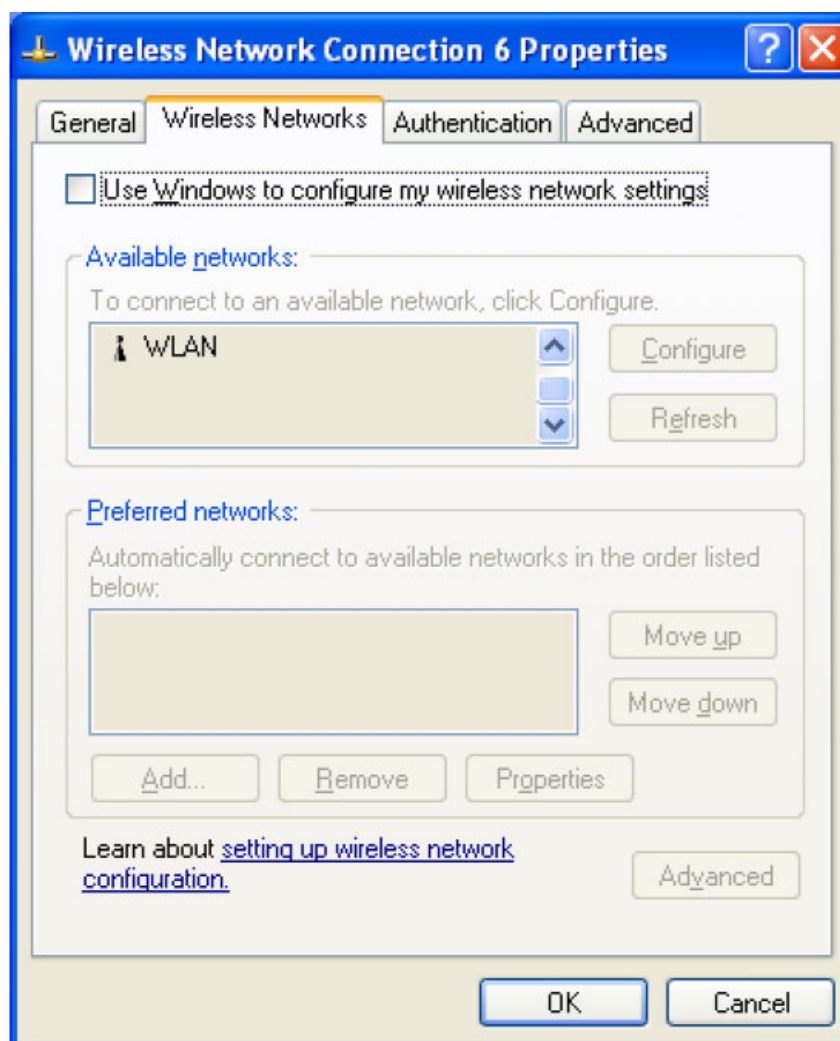 Wireless Network Connection 6 Properties
General
Wireless Networks
Authentication
Advanced
Use Windows to configure my wireless network settings
Available networks:
To connect to an available network, click Configure.
WLAN
Configure
Refresh
Preferred networks:
Automatically connect to available networks in the order listed
below:
Move up
Move down
Add...
Remove
Properties
Learn about setting up wireless network
configuration.
Advanced
OK
Cancel